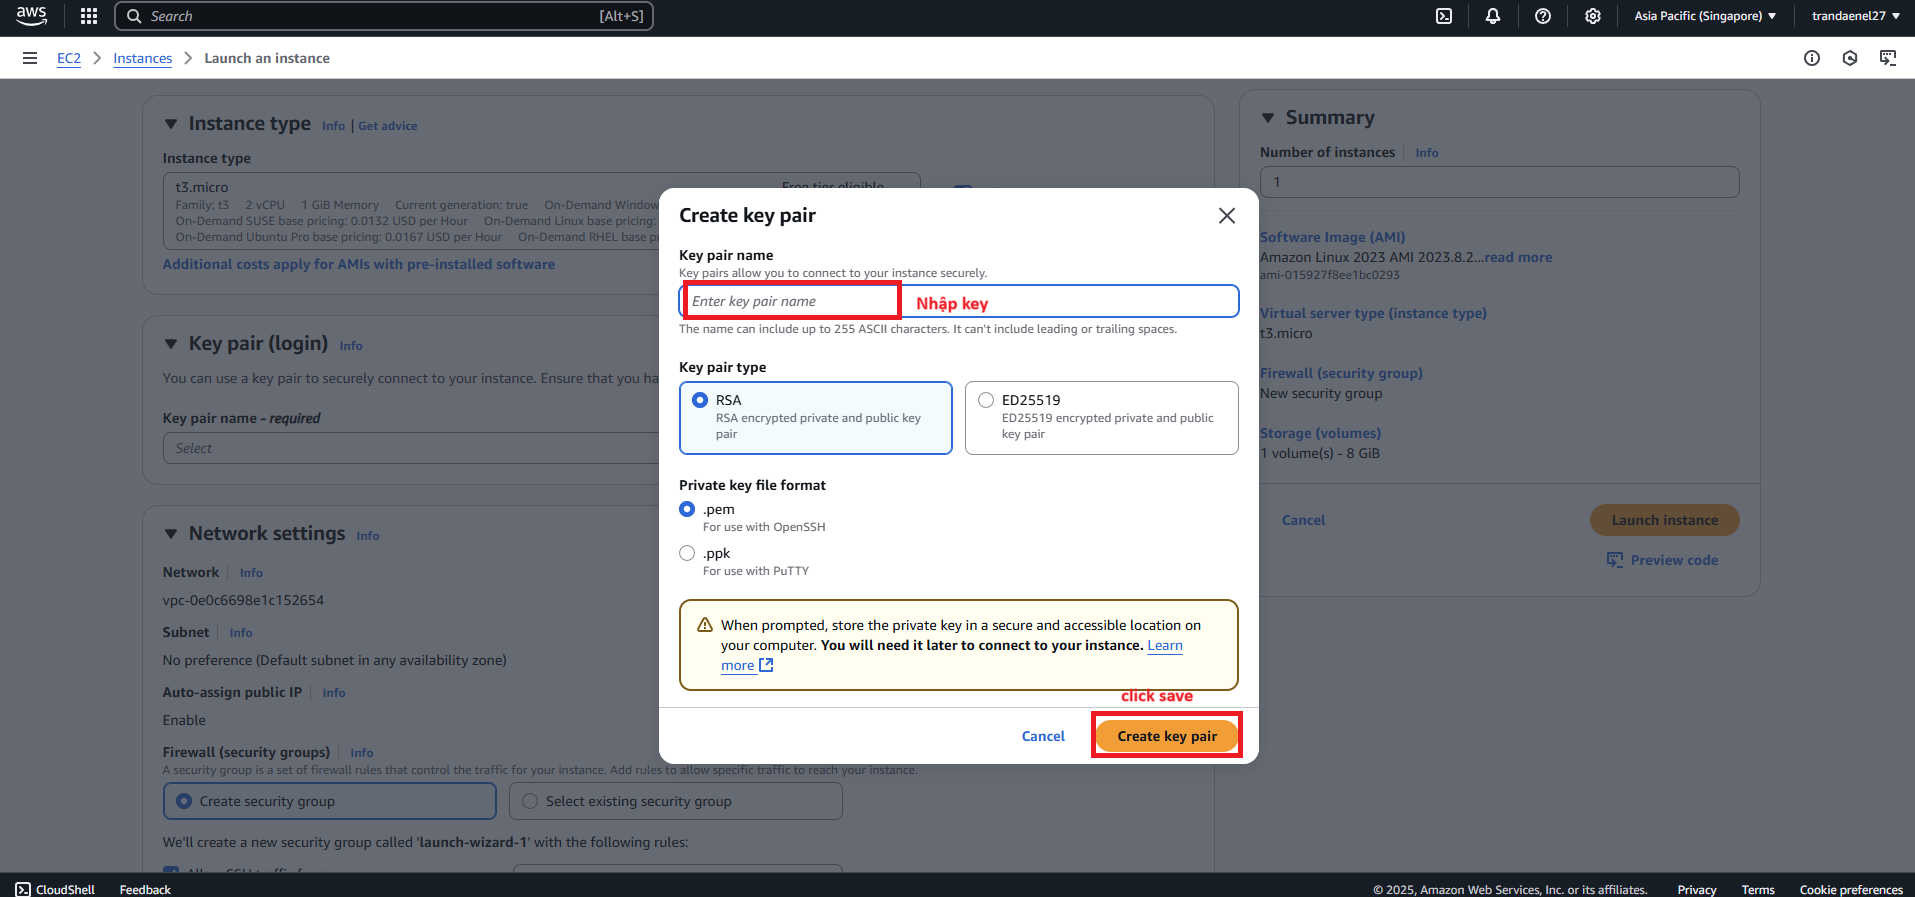 aws
Search
[Alt+S]
Asia Pacific (Singapore)
trandaenel27
EC2
Instances
Launch an instance
Instance type
Info
Get advice
Instance type
t3.micro
Free tier eligible
Family: t3 2 vCPU 1 GiB Memory Current generation: true On-Demand Window
On-Demand SUSE base pricing: 0.0132 USD per Hour On-Demand Linux base pricing:
On-Demand Ubuntu Pro base pricing: 0.0167 USD per Hour On-Demand RHEL base pr
Additional costs apply for AMIs with pre-installed software
Key pair (login)
Info
You can use a key pair to securely connect to your instance. Ensure that you ha
Key pair name - required
Select
Network settings
Info
Network
Info
vpc-0e0c6698e1c152654
Subnet
Info
No preference (Default subnet in any availability zone)
Auto-assign public IP
Info
Enable
Firewall (security groups)
Info
A security group is a set of firewall rules that control the traffic for your instance. Add rules to allow specific traffic to reach your instance.
Create security group
Select existing security group
We'll create a new security group called 'launch-wizard-1' with the following rules:
Create key pair
Key pair name
Key pairs allow you to connect to your instance securely.
Enter key pair name
Nhập key
The name can include up to 255 ASCII characters. It can't include leading or trailing spaces.
Key pair type
RSA
RSA encrypted private and public key
pair
ED25519
ED25519 encrypted private and public
key pair
Private key file format
.pem
For use with OpenSSH
.ppk
For use with PuTTY
When prompted, store the private key in a secure and accessible location on
your computer. You will need it later to connect to your instance. Learn
more
click save
Cancel
Create key pair
Summary
Number of instances
Info
1
Software Image (AMI)
Amazon Linux 2023 AMI 2023.8.2...read more
ami-015927f8ee1bc0293
Virtual server type (instance type)
t3.micro
Firewall (security group)
New security group
Storage (volumes)
1 volume(s) - 8 GiB
Cancel
Launch instance
Preview code
CloudShell
Feedback
© 2025, Amazon Web Services, Inc. or its affiliates.
Privacy
Terms
Cookie preferences